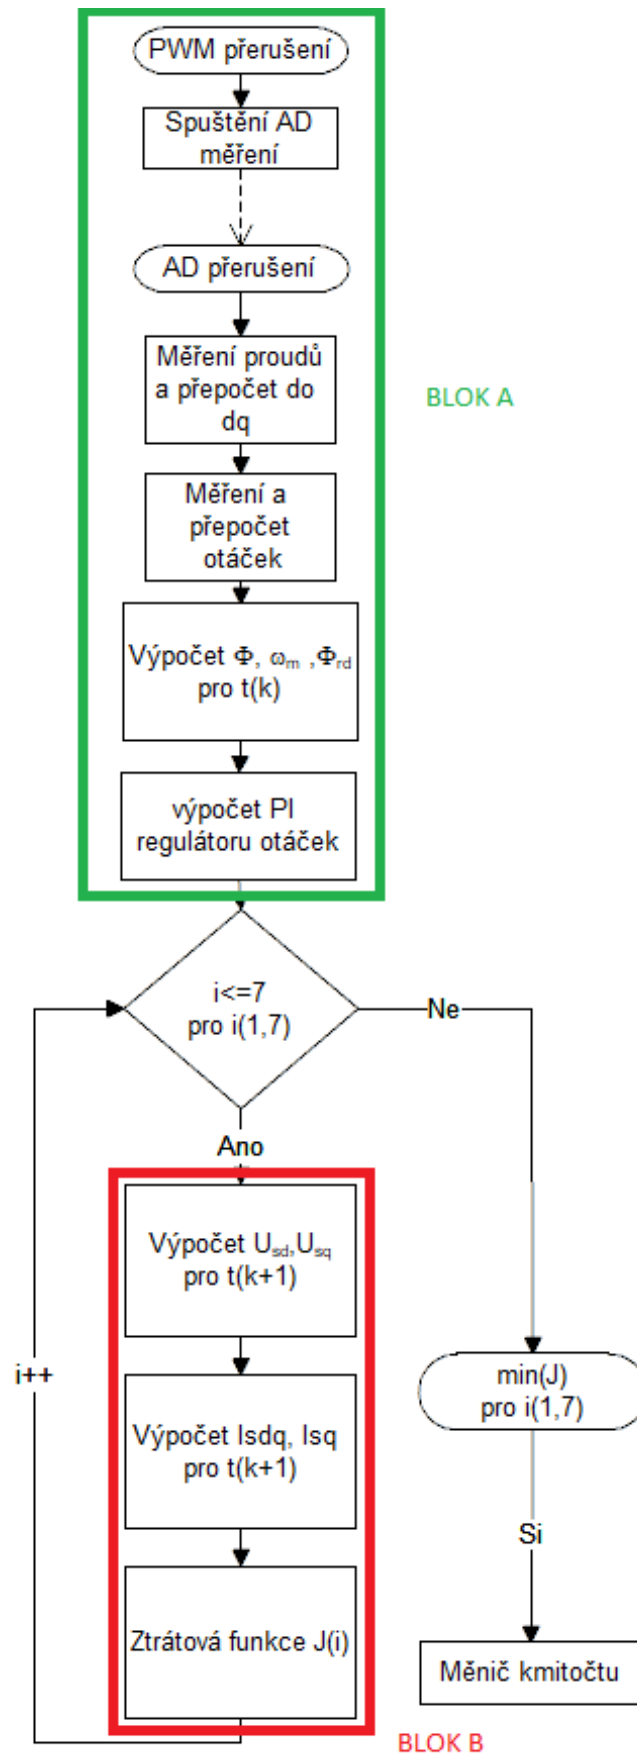 PWM přerušení
Spuštění AD
měření
AD přerušení
Měření proudů
a přepočet do
dq
BLOK A
Měření a
přepočet
otáček
Výpočet Φ, ωm ,Φrd
pro t(k)
výpočet PI
regulátoru otáček
i<=7
pro i(1,7)
Ne
Ano
Výpočet Usd,Usq
pro t(k+1)
i++
Výpočet Isdq, Isq
pro t(k+1)
min(J)
pro i(1,7)
Si
Ztrátová funkce J(i)
Měnič kmitočtu
BLOK B